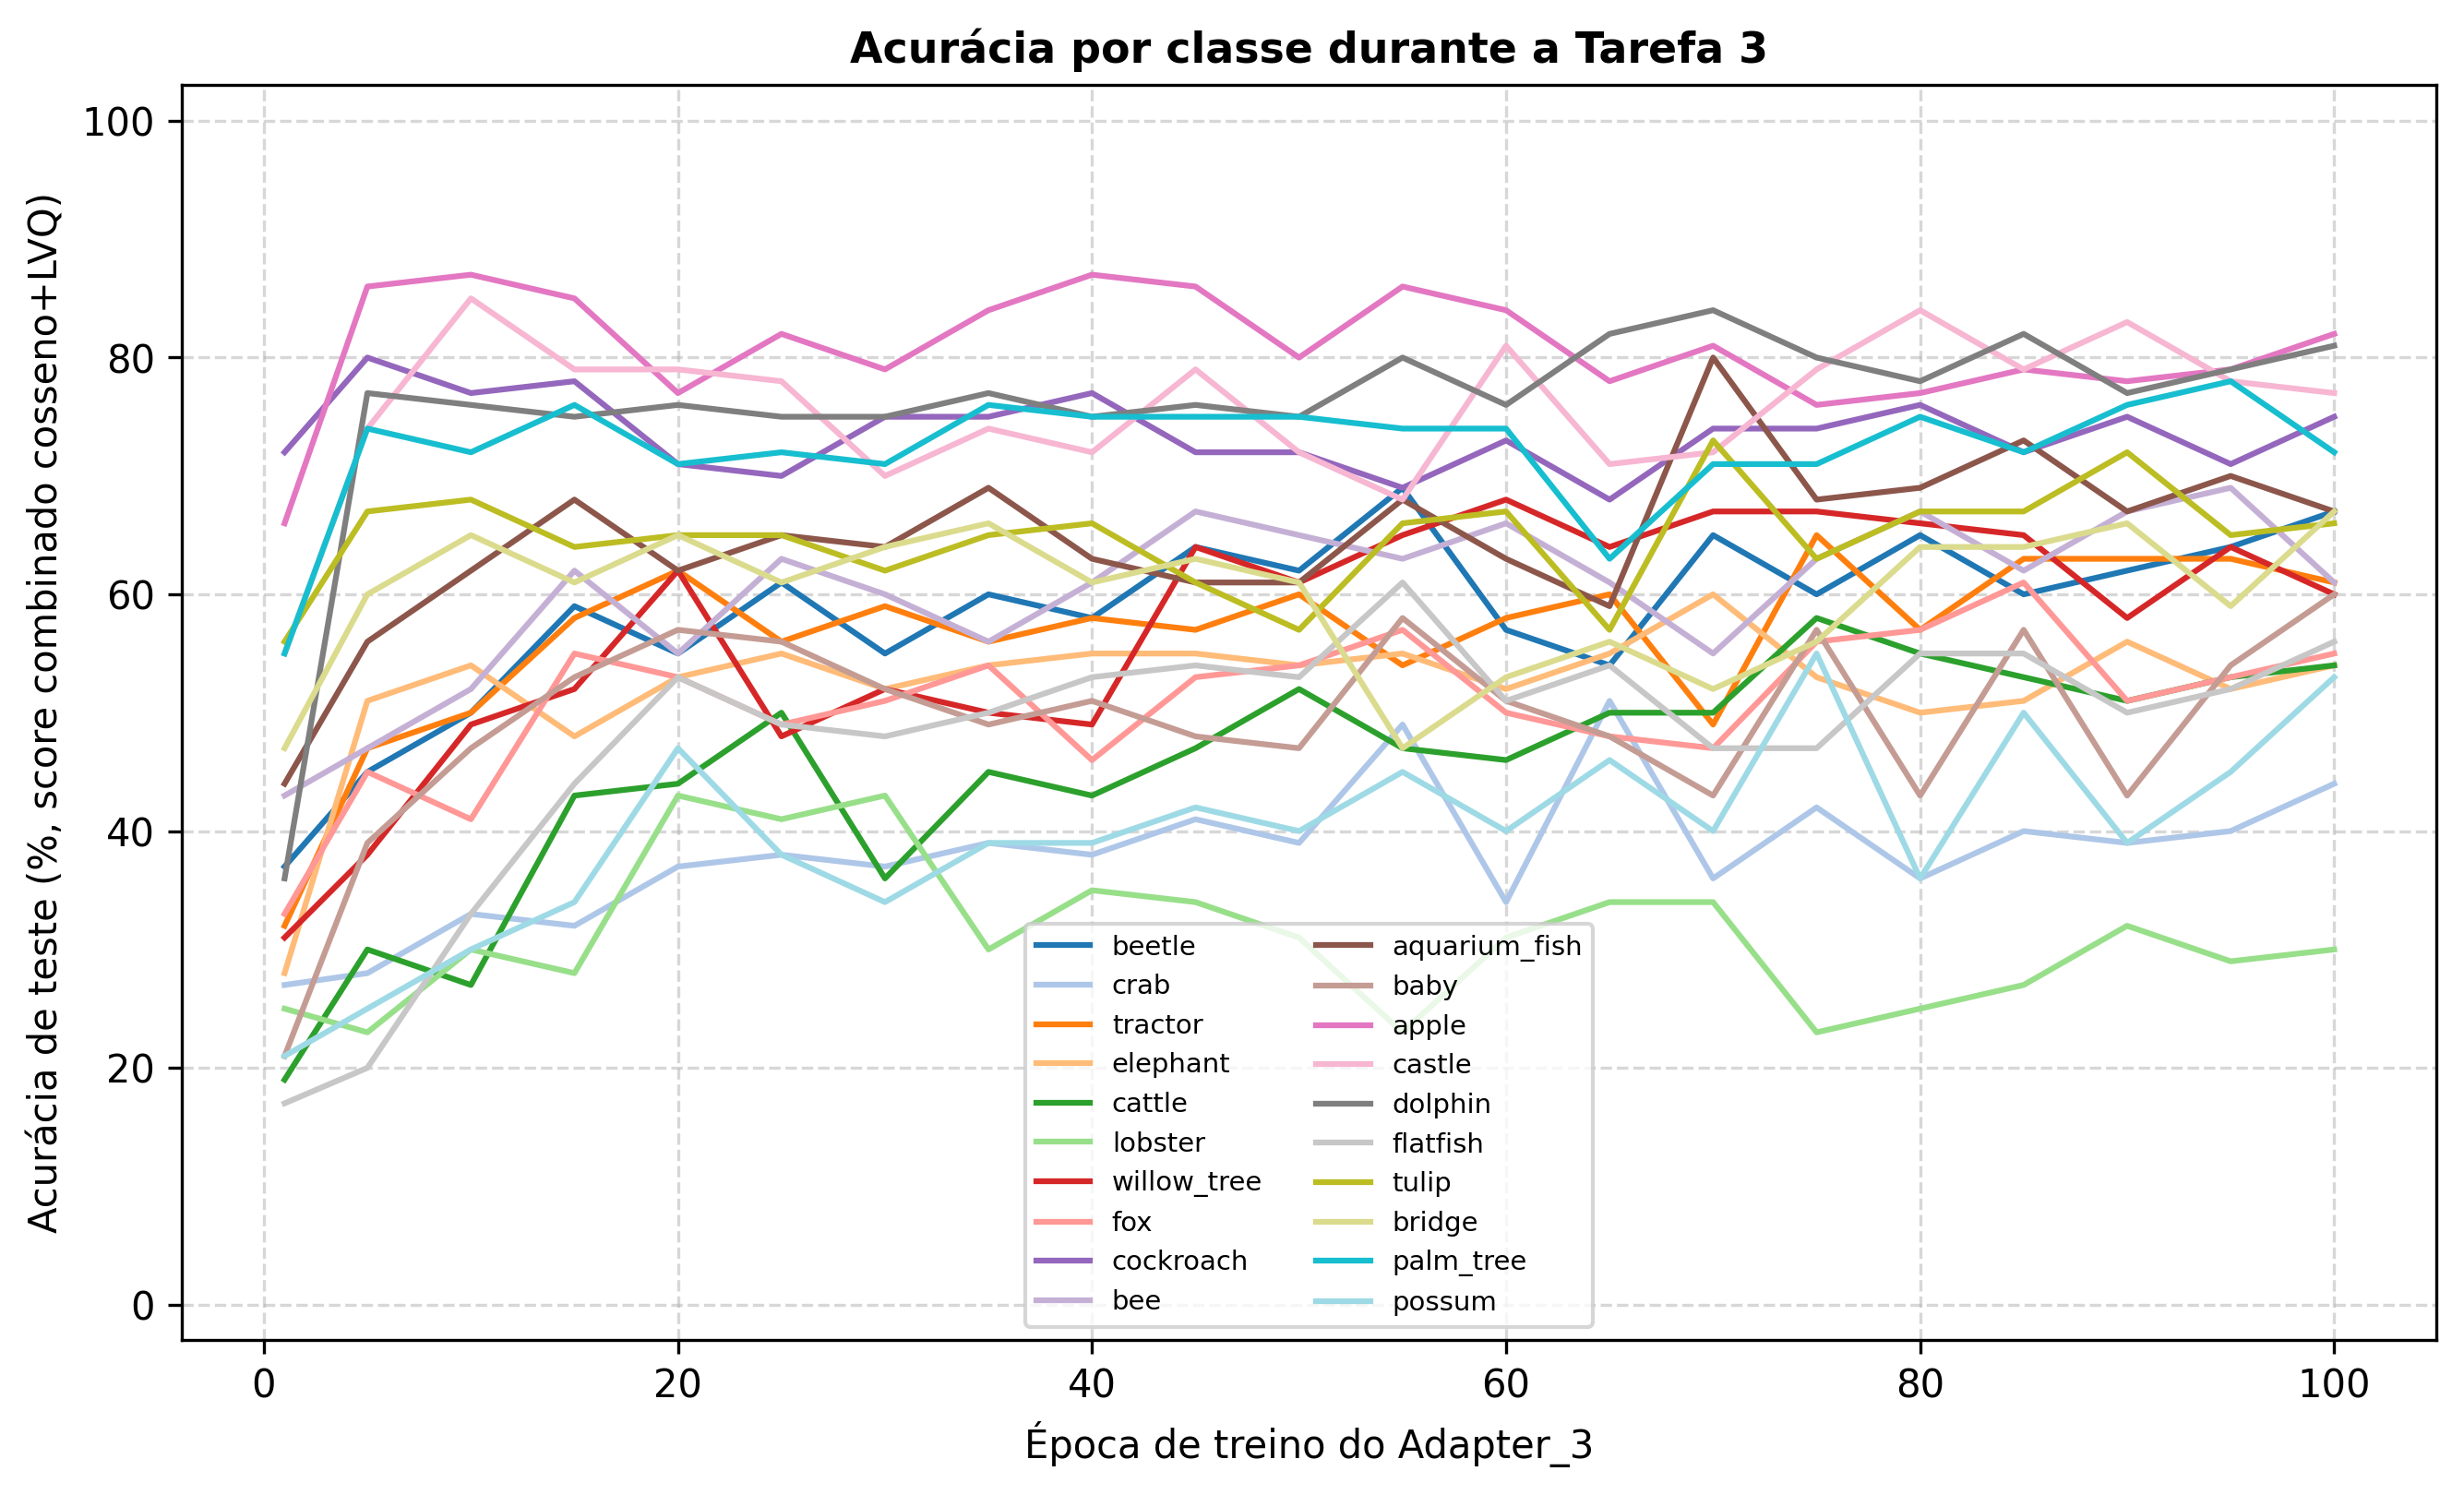 Acurácia por classe durante a Tarefa 3
Acurácia de teste (%, score combinado cosseno+LVQ)
100
80
60
40
20
0
beetle
crab
tractor
elephant
cattle
lobster
willow_tree
fox
cockroach
bee
aquarium_fish
baby
apple
castle
dolphin
flatfish
tulip
bridge
palm_tree
possum
0 20 40 60 80 100
Época de treino do Adapter_3